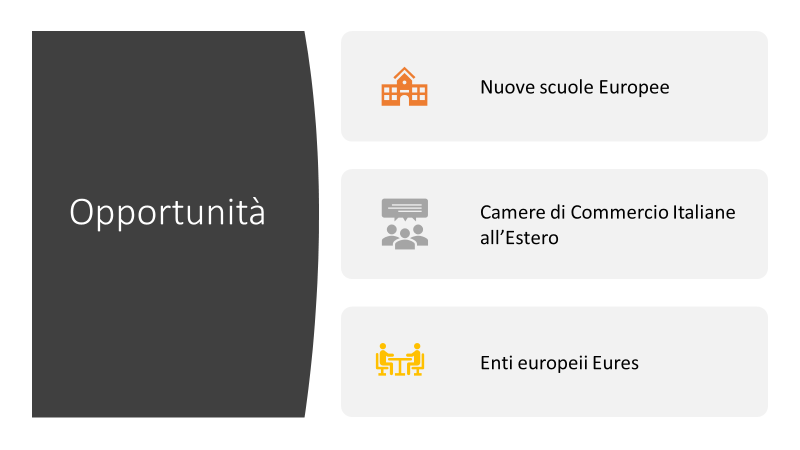 Opportunità
Nuove scuole Europee
Camere di Commercio Italiane
all’Estero
Enti europeii Eures